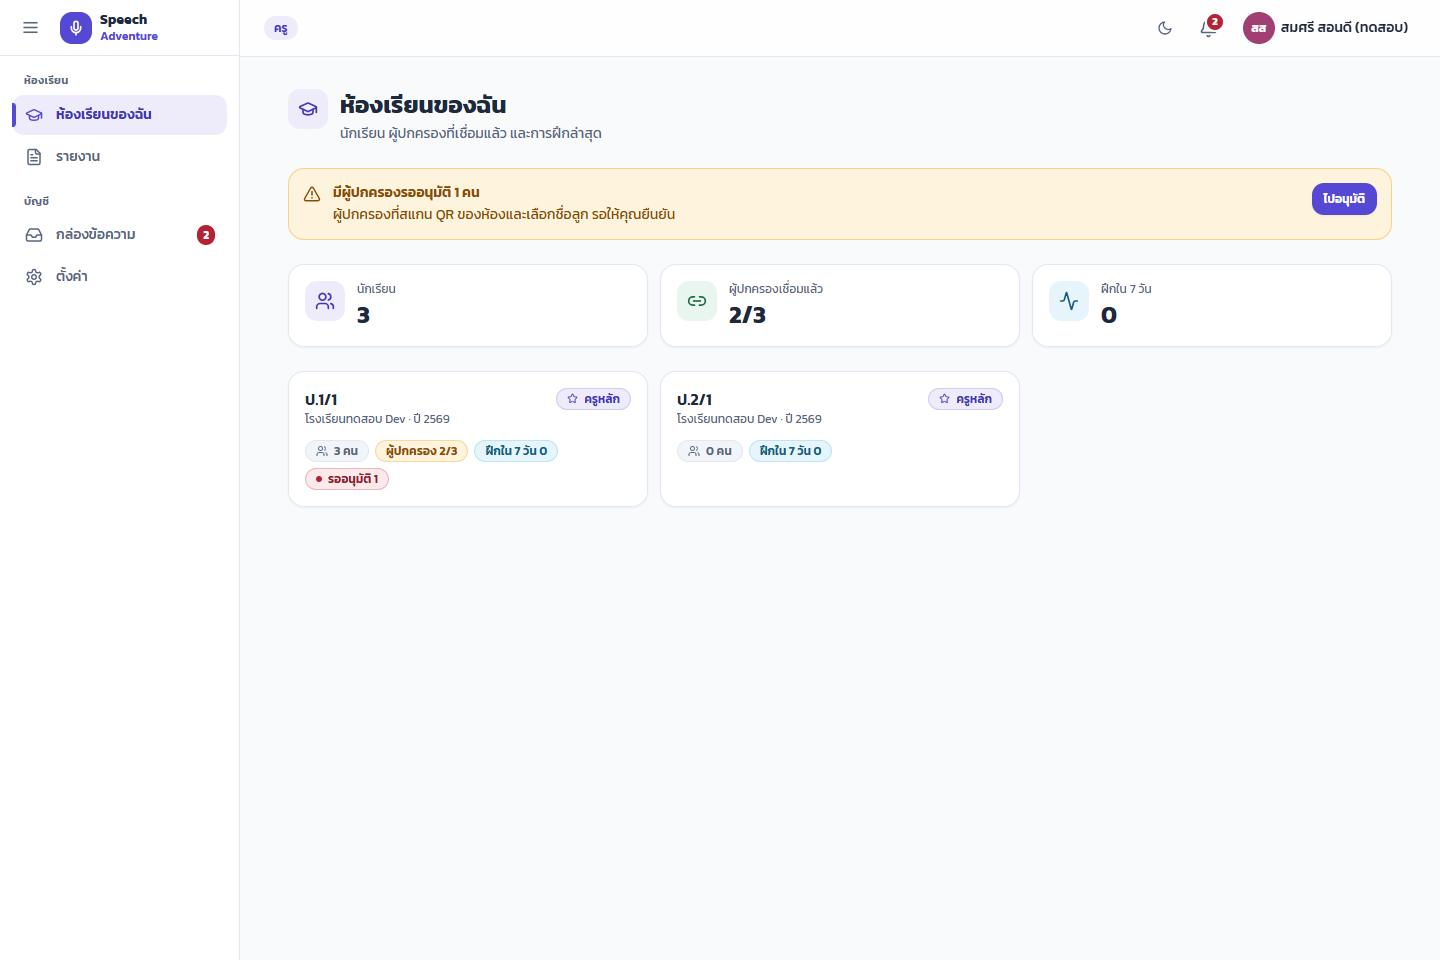 Speech
Adventure
ครู
2
สส
สมศรี สอนดี (ทดสอบ)
ห้องเรียน
ห้องเรียนของฉัน
รายงาน
บัญชี
กล่องข้อความ
2
ตั้งค่า
ห้องเรียนของฉัน
นักเรียน ผู้ปกครองที่เชื่อมแล้ว และการฝึกล่าสุด
มีผู้ปกครองรออนุมัติ 1 คน
ผู้ปกครองที่สแกน QR ของห้องและเลือกชื่อลูก รอให้คุณยืนยัน
ไปอนุมัติ
นักเรียน
3
ผู้ปกครองเชื่อมแล้ว
2/3
ฝึกใน 7 วัน
0
ป.1/1
ครูหลัก
โรงเรียนทดสอบ Dev · ปี 2569
3 คน
ผู้ปกครอง 2/3
ฝึกใน 7 วัน 0
รออนุมัติ 1
ป.2/1
ครูหลัก
โรงเรียนทดสอบ Dev · ปี 2569
0 คน
ฝึกใน 7 วัน 0